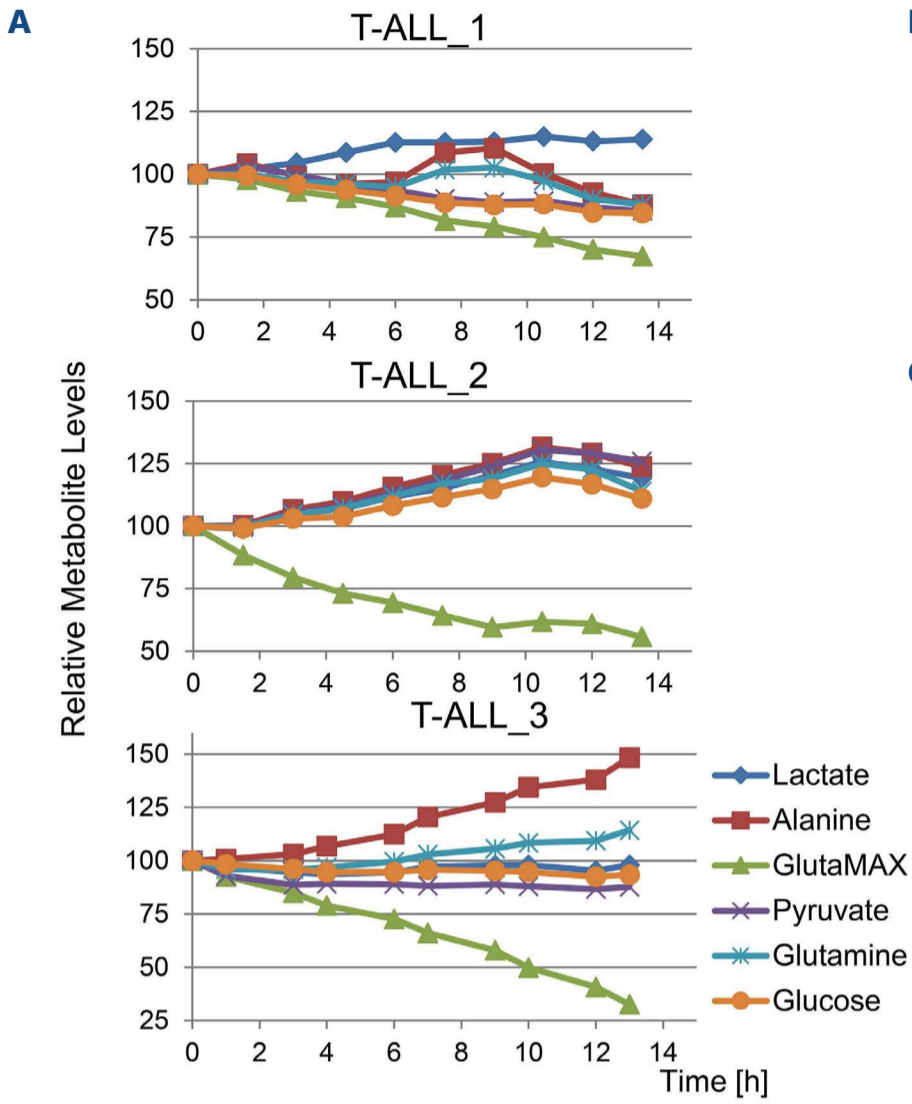 A
T-ALL_1
150
125
100
75
50
0 2 4 6 8 10 12 14
Relative Metabolite Levels
T-ALL_2
150
125
100
75
50
0 2 4 6 8 10 12 14
T-ALL_3
150
125
100
75
50
25
0 2 4 6 8 10 12 14
Time [h]
Lactate
Alanine
GlutaMAX
Pyruvate
Glutamine
Glucose